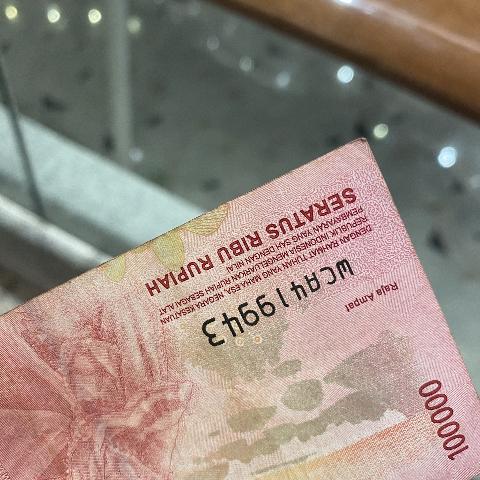 WCA419943
Raja Ampat
DENGAN RAHMAT TUHAN YANG MAHA ESA, NEGARA KESATUAN
REPUBLIK INDONESIA MENGELUARKAN RUPIAH SEBAGAI ALAT
PEMBAYARAN YANG SAH DENGAN NILAI
SERATUS RIBU RUPIAH
100000